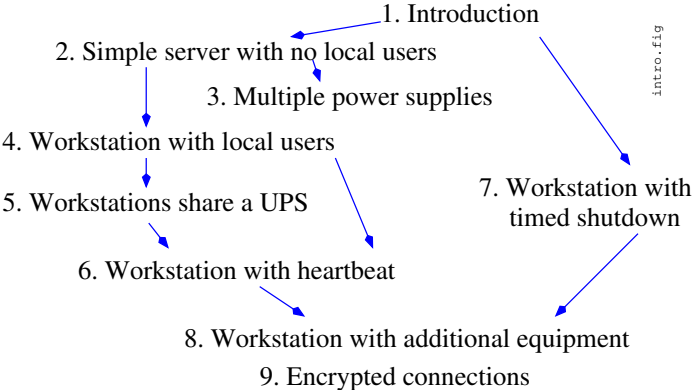 1. Introduction
intro.fig
2. Simple server with no local users
3. Multiple power supplies
4. Workstation with local users
5. Workstations share a UPS
7. Workstation with
timed shutdown
6. Workstation with heartbeat
8. Workstation with additional equipment
9. Encrypted connections